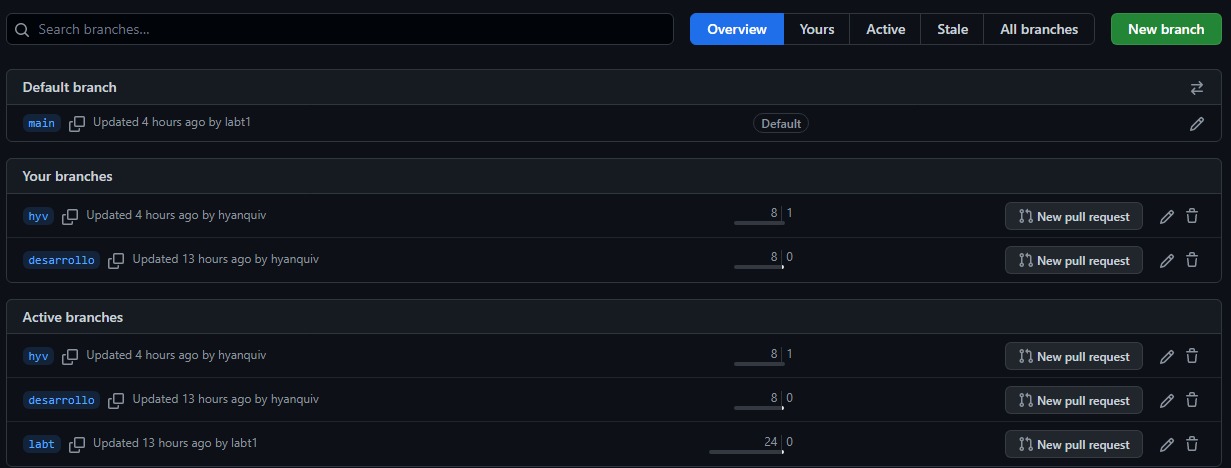 Search branches...
Overview Yours Active Stale All branches New branch
Default branch
main Updated 4 hours ago by labt1 Default
Your branches
hyv Updated 4 hours ago by hyanquiv 8 | 1 New pull request
desarrollo Updated 13 hours ago by hyanquiv 8 | 0 New pull request
Active branches
hyv Updated 4 hours ago by hyanquiv 8 | 1 New pull request
desarrollo Updated 13 hours ago by hyanquiv 8 | 0 New pull request
labt Updated 13 hours ago by labt1 24 | 0 New pull request